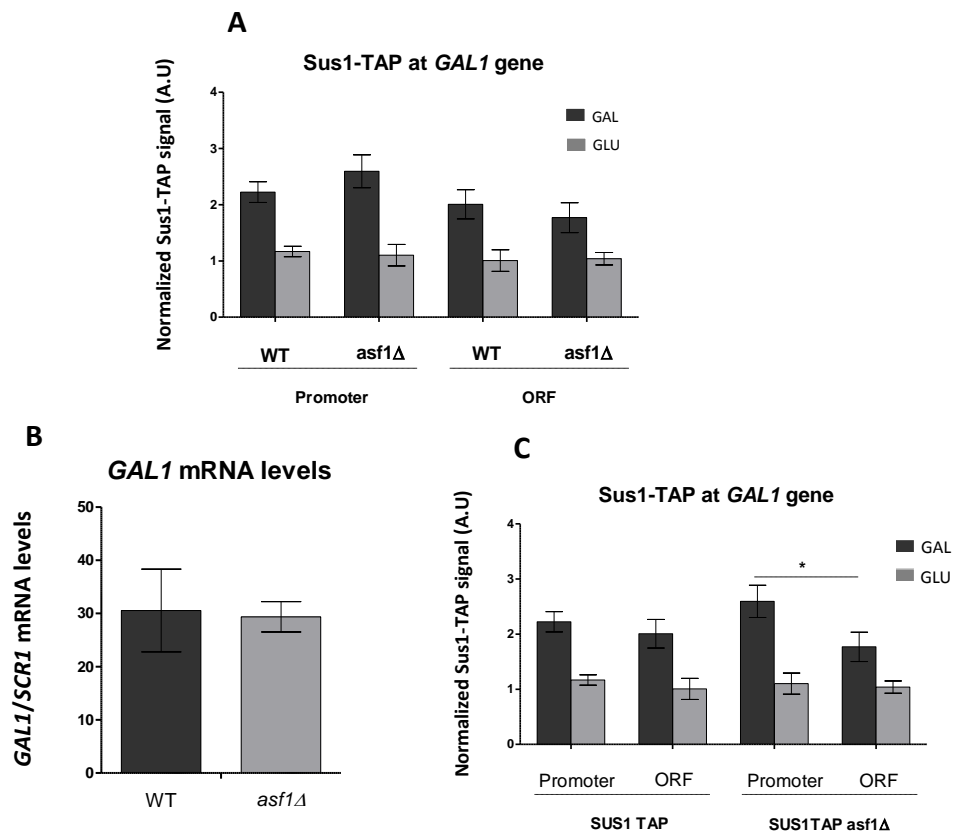 A
Sus1-TAP at GAL1 gene
Normalized Sus1-TAP signal (A.U)
4
3
2
1
0
GAL
GLU
WT
asf1Δ
WT
asf1Δ
Promoter
ORF
B
GAL1 mRNA levels
GAL1/SCR1 mRNA levels
50
40
30
20
10
0
WT
asf1Δ
C
Sus1-TAP at GAL1 gene
Normalized Sus1-TAP signal (A.U)
4
3
2
1
0
*
GAL
GLU
Promoter
ORF
Promoter
ORF
SUS1 TAP
SUS1TAP asf1Δ